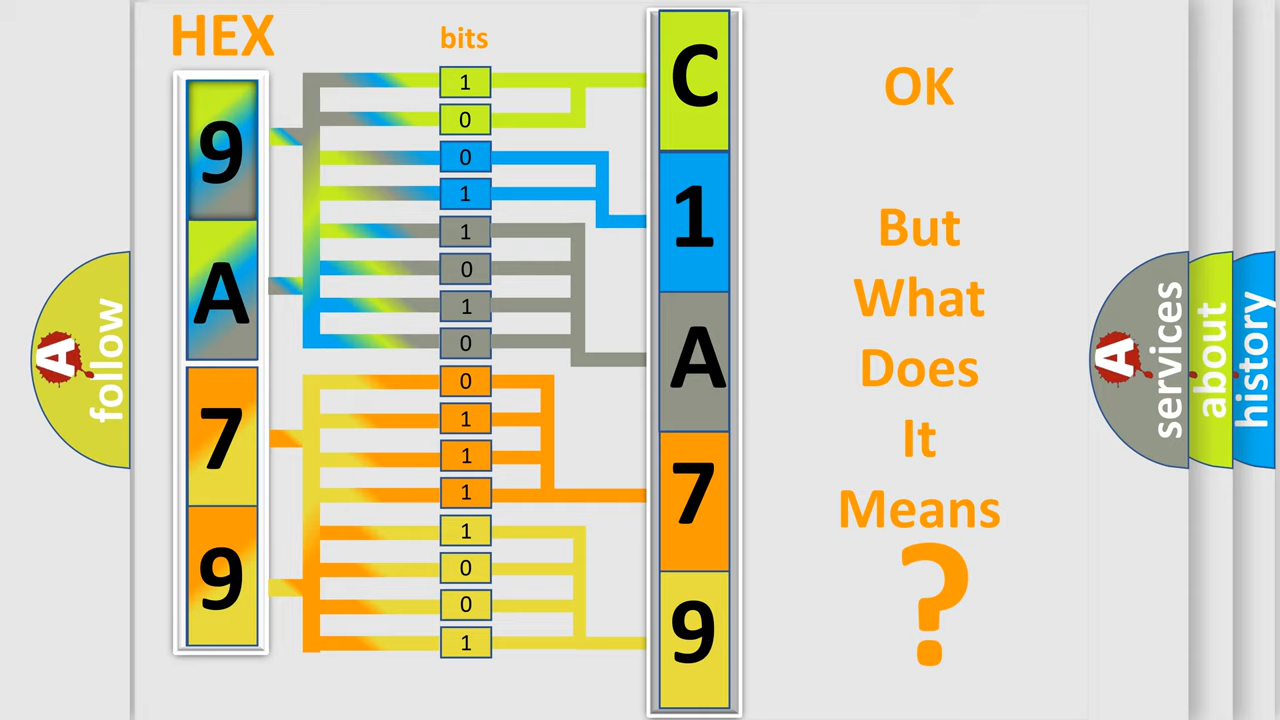 HEX
bits
9
A
7
9
1
0
0
1
1
0
1
0
0
1
1
1
1
0
0
1
C
1
A
7
9
OK
But
What
Does
It
Means
?
A
follow
A
services
about
history